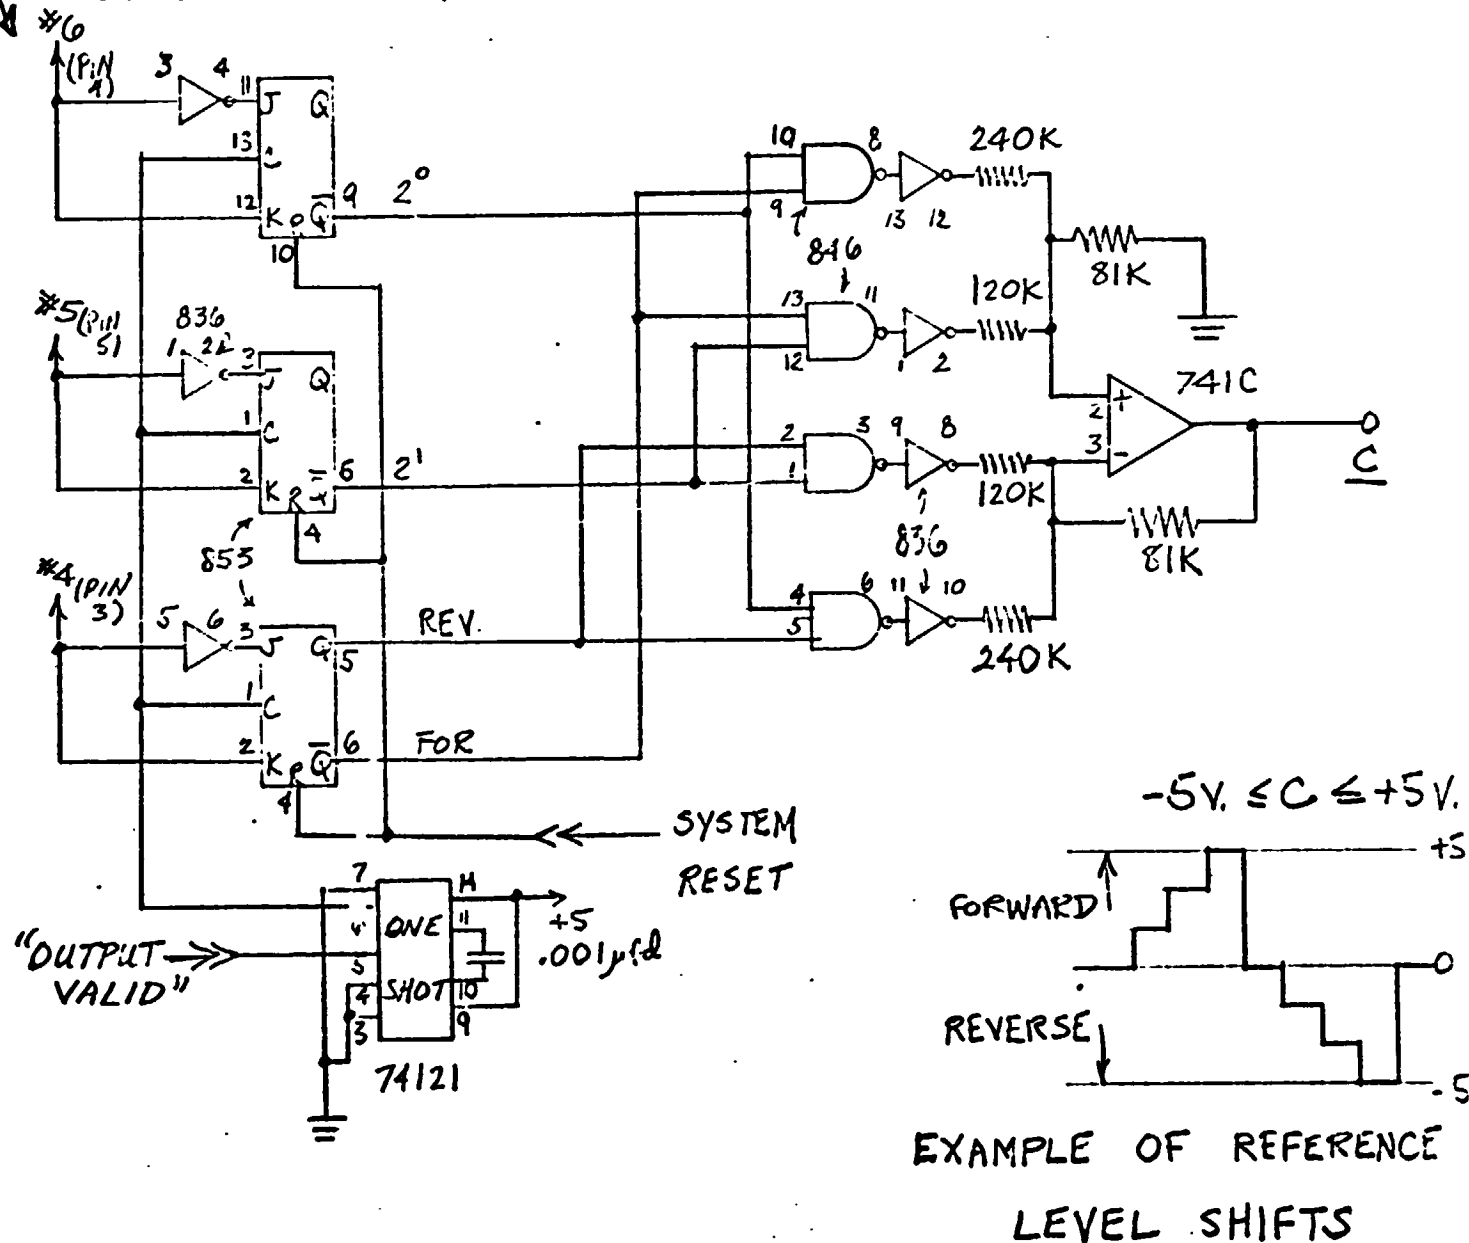 #6
(PIN 4)
3 4 11 J Q
13 C
12 K P Q̅ 9 2⁰
10
#5 (PIN 5)
836
1 2 3 J Q
1 C
2 K Q̅ 6 2¹
4
853
#4 (PIN 3)
5 6 3 J Q 5 REV.
1 C
2 K P Q̅ 6 FOR
4
SYSTEM
RESET
7 14
ONE 11
+5
.001μfd
"OUTPUT
VALID"
5
4 SHOT 10
3 9
74121
10 8 240K
9 13 12
846
81K
13 11 120K
12 1 2
741C
2 +
3 -
C
2 3 9 8
1 120K
836
81K
4 6 11 10
5
240K
-5V. ≤ C ≤ +5V.
+5
FORWARD
0
REVERSE
-5
EXAMPLE OF REFERENCE
LEVEL SHIFTS